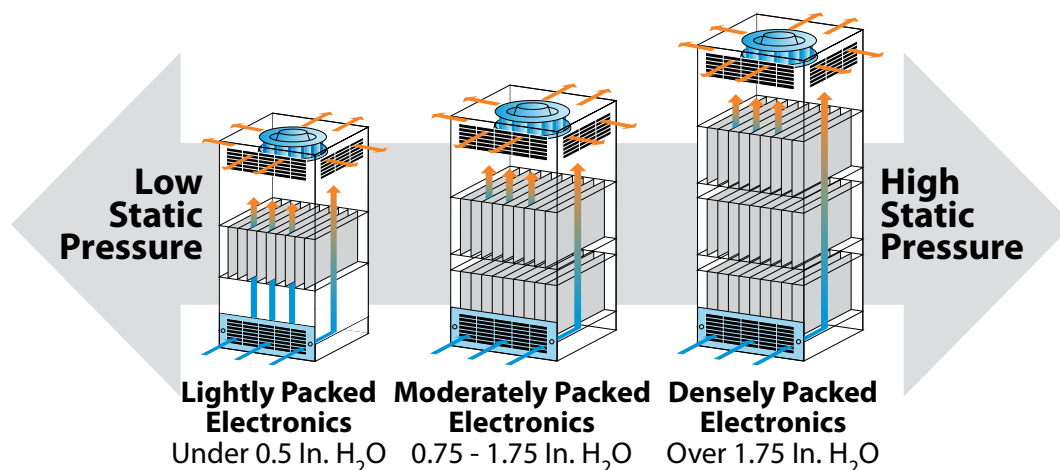 Low
Static
Pressure
High
Static
Pressure
Lightly Packed
Electronics
Under 0.5 In. H₂O
Moderately Packed
Electronics
0.75 - 1.75 In. H₂O
Densely Packed
Electronics
Over 1.75 In. H₂O